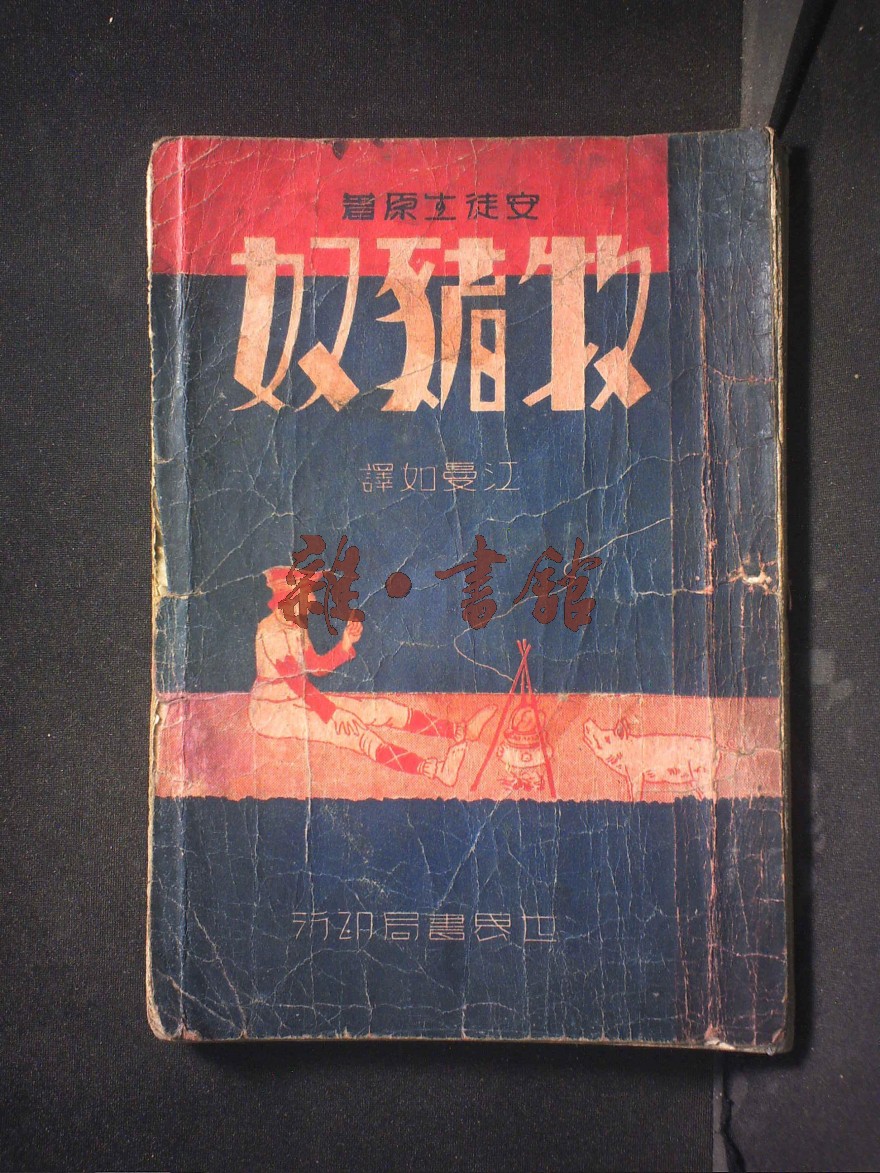 安徒生原著
牧豬奴
江曼如譯
雜·書館
世界書局印行